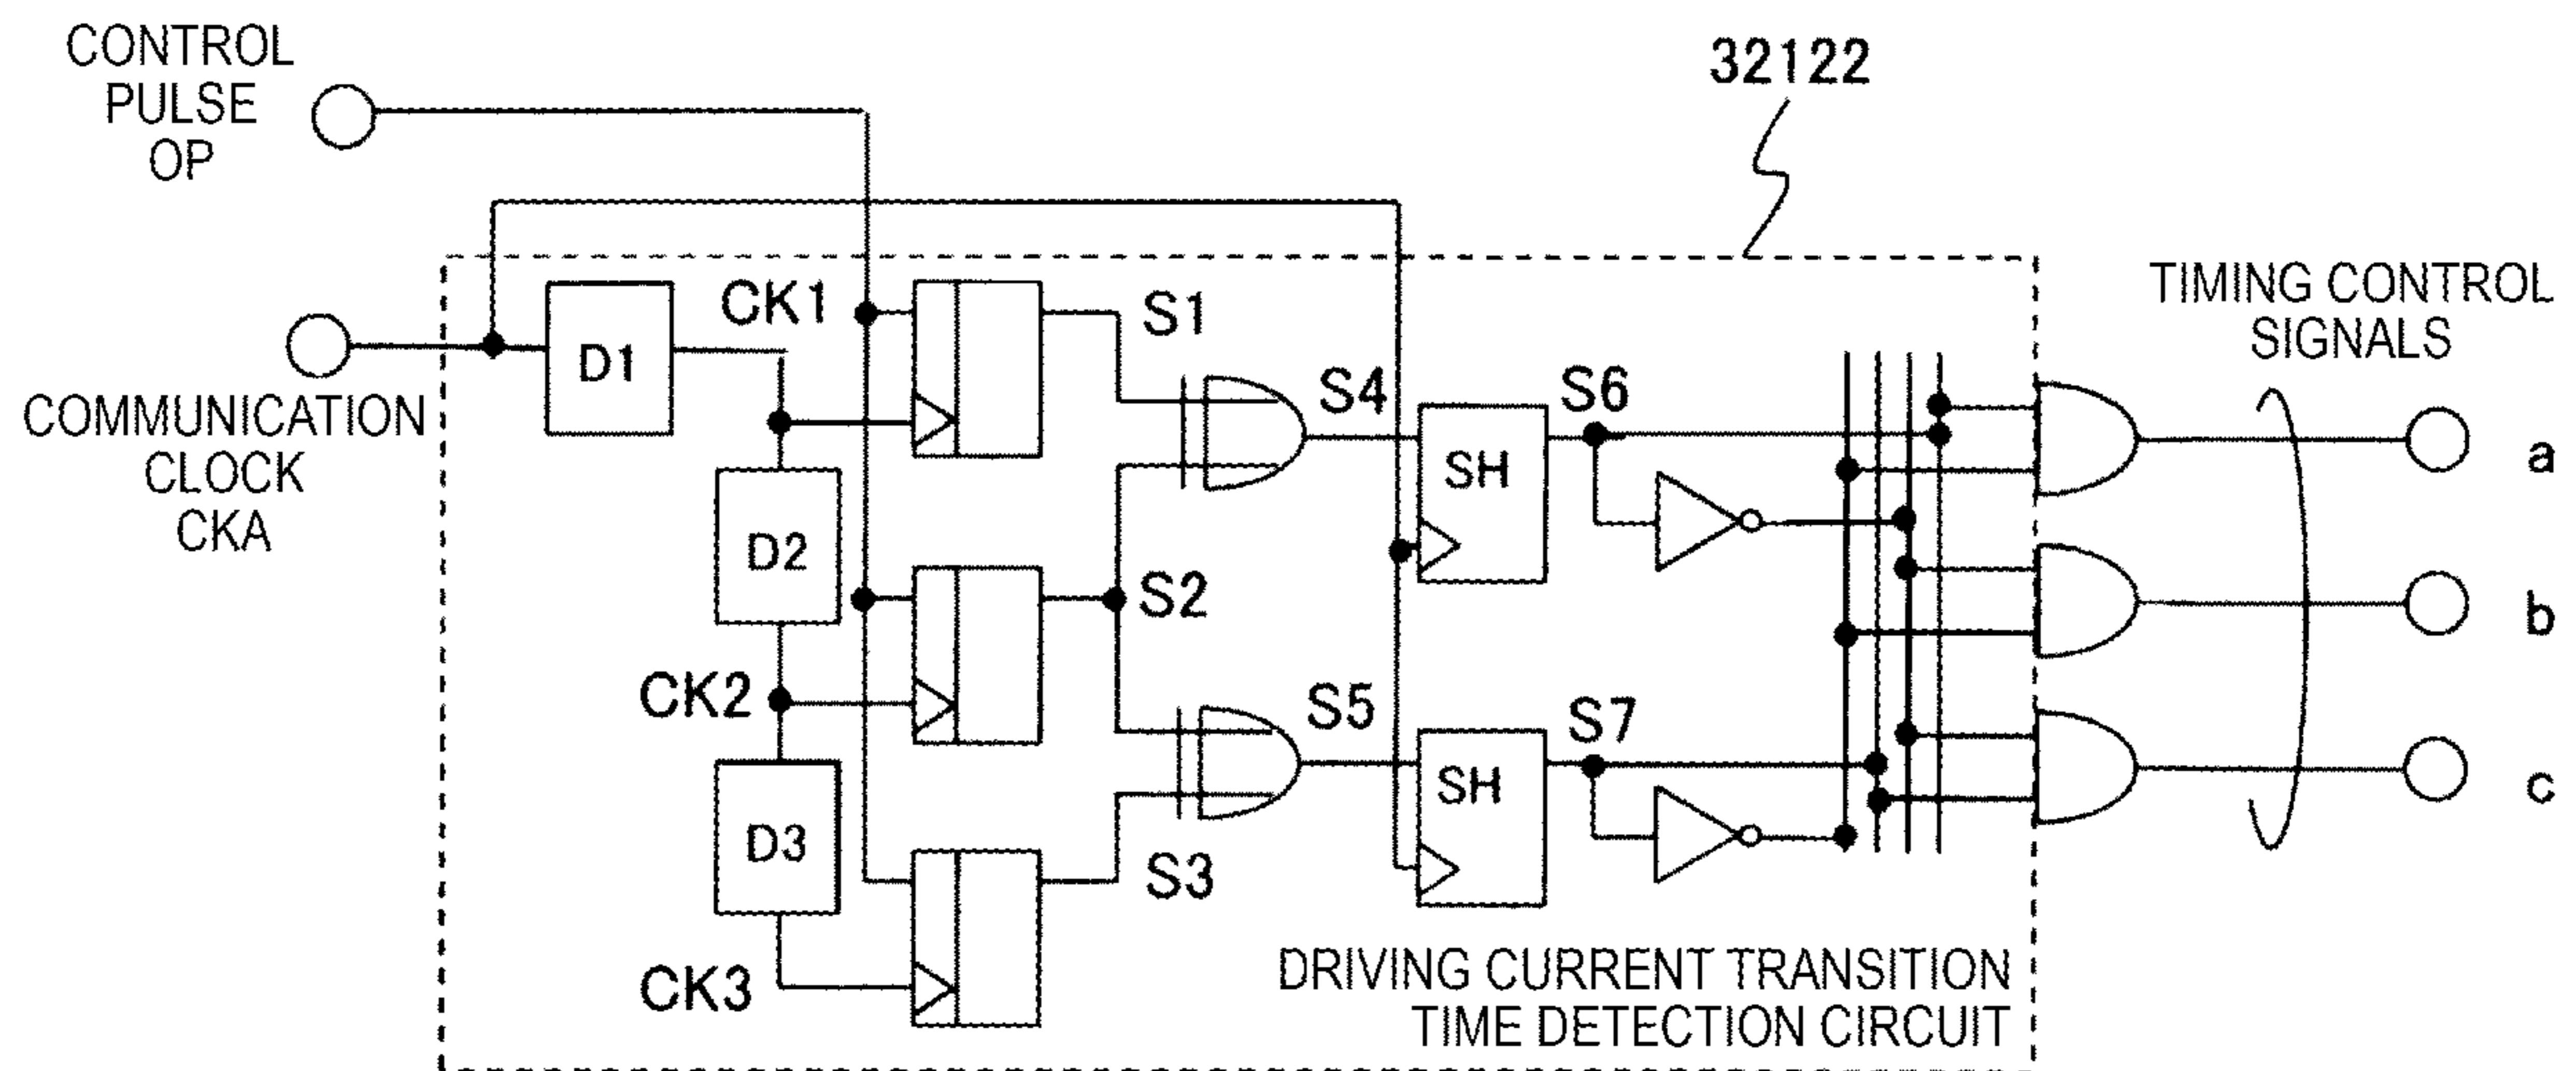 CONTROL
PULSE
OP
32122
COMMUNICATION
CLOCK
CKA
D1
CK1
S1
D2
CK2
S2
D3
CK3
S3
S4
S5
SH
S6
SH
S7
TIMING CONTROL
SIGNALS
a
b
c
DRIVING CURRENT TRANSITION
TIME DETECTION CIRCUIT